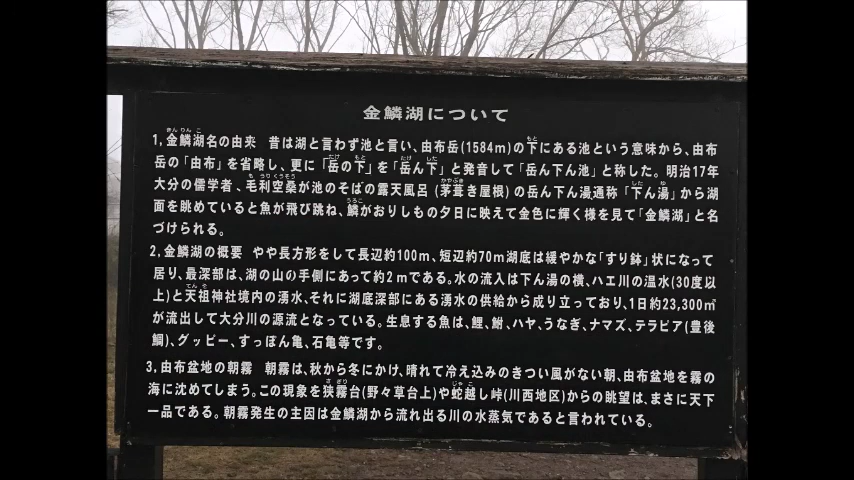 金鱗湖について
1,金鱗湖名の由来 昔は湖と言わず池と言い、由布岳(1584m)の下にある池という意味から、由布
岳の「由布」を省略し、更に「岳の下」を「岳ん下」と発音して「岳ん下ん池」と称した。明治17年
大分の儒学者、毛利空桑が池のそばの露天風呂(茅葺き屋根)の岳ん下ん湯通称「下ん湯」から湖
面を眺めていると魚が飛び跳ね、鱗がおりしもの夕日に映えて金色に輝く様を見て「金鱗湖」と名
づけられる。
2,金鱗湖の概要 やや長方形をして長辺約100m、短辺約70m湖底は緩やかな「すり鉢」状になって
居り、最深部は、湖の山の手側にあって約2mである。水の流入は下ん湯の横、ハエ川の温水(30度以
上)と天祖神社境内の湧水、それに湖底深部にある湧水の供給から成り立っており、1日約23,300㎥
が流出して大分川の源流となっている。生息する魚は、鯉、鮒、ハヤ、うなぎ、ナマズ、テラピア(豊後
鯛)、グッピー、すっぽん亀、石亀等です。
3,由布盆地の朝霧 朝霧は、秋から冬にかけ、晴れて冷え込みのきつい風がない朝、由布盆地を霧の
海に沈めてしまう。この現象を狭霧台(野々草台上)や蛇越し峠(川西地区)からの眺望は、まさに天下
一品である。朝霧発生の主因は金鱗湖から流れ出る川の水蒸気であると言われている。